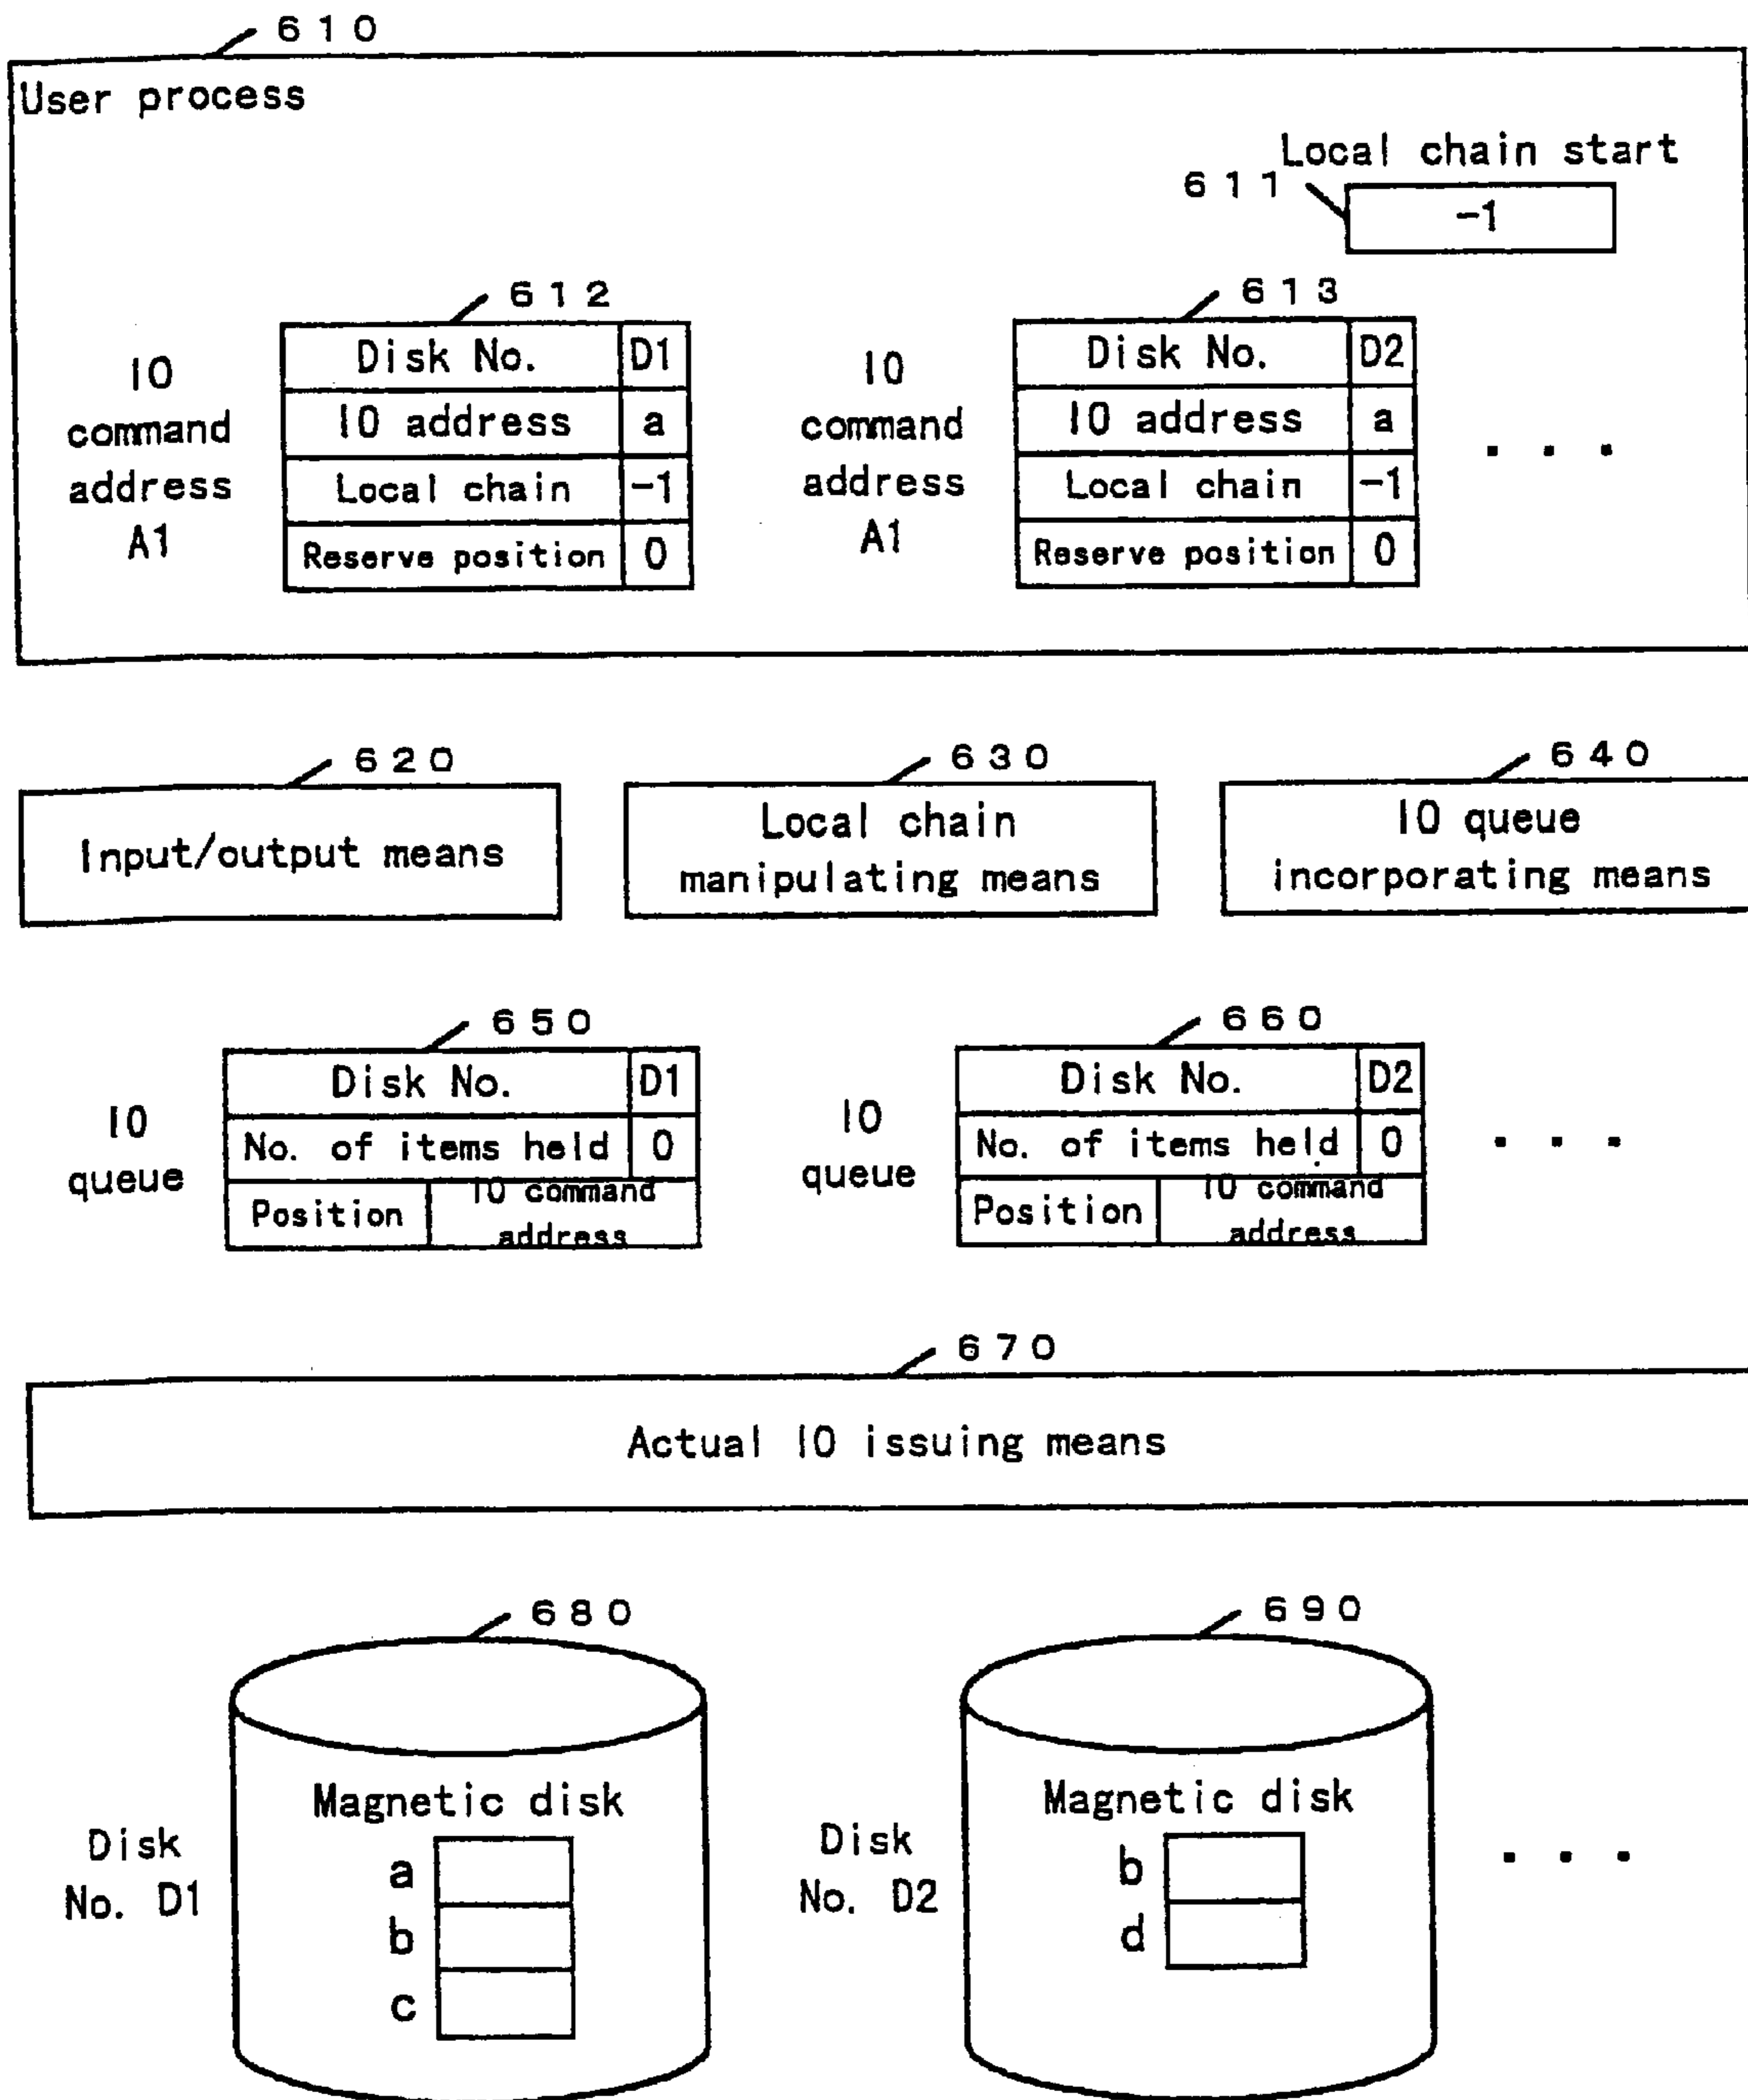 610
User process
Local chain start
611
-1
612
613
IO
command
address
A1
Disk No. D1
IO address a
Local chain -1
Reserve position 0
IO
command
address
A1
Disk No. D2
IO address a
Local chain -1
Reserve position 0
. . .
620
630
640
Input/output means
Local chain
manipulating means
IO queue
incorporating means
650
660
IO
queue
Disk No. D1
No. of items held 0
Position
IO command
address
IO
queue
Disk No. D2
No. of items held 0
Position
IO command
address
. . .
670
Actual IO issuing means
680
690
Disk
No. D1
Magnetic disk
a
b
c
Disk
No. D2
Magnetic disk
b
d
. . .